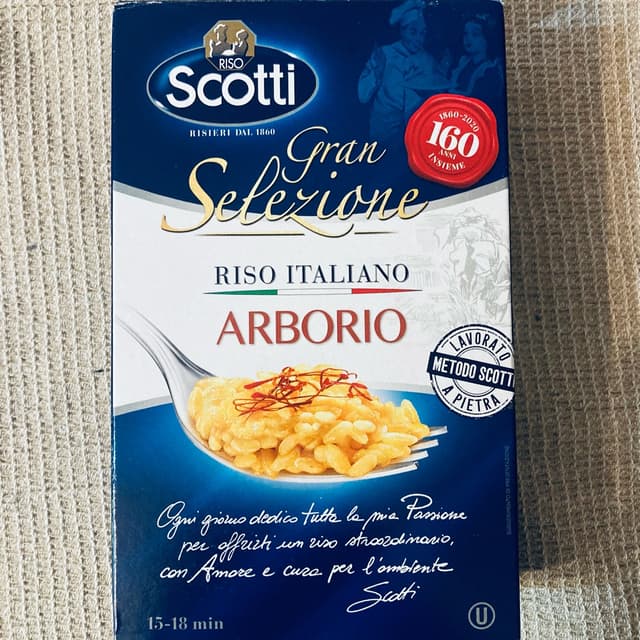 RISO
Scotti
RISIERI DAL 1860
1860-2020
160
ANNI
INSIEME
Gran
Selezione
RISO ITALIANO
ARBORIO
LAVORATO
METODO SCOTTI
A PIETRA
Ogni giorno dedico tutta la mia Passione
per offrirti un riso straordinario,
con Amore e cura per l'ambiente
Scotti
15-18 min
U